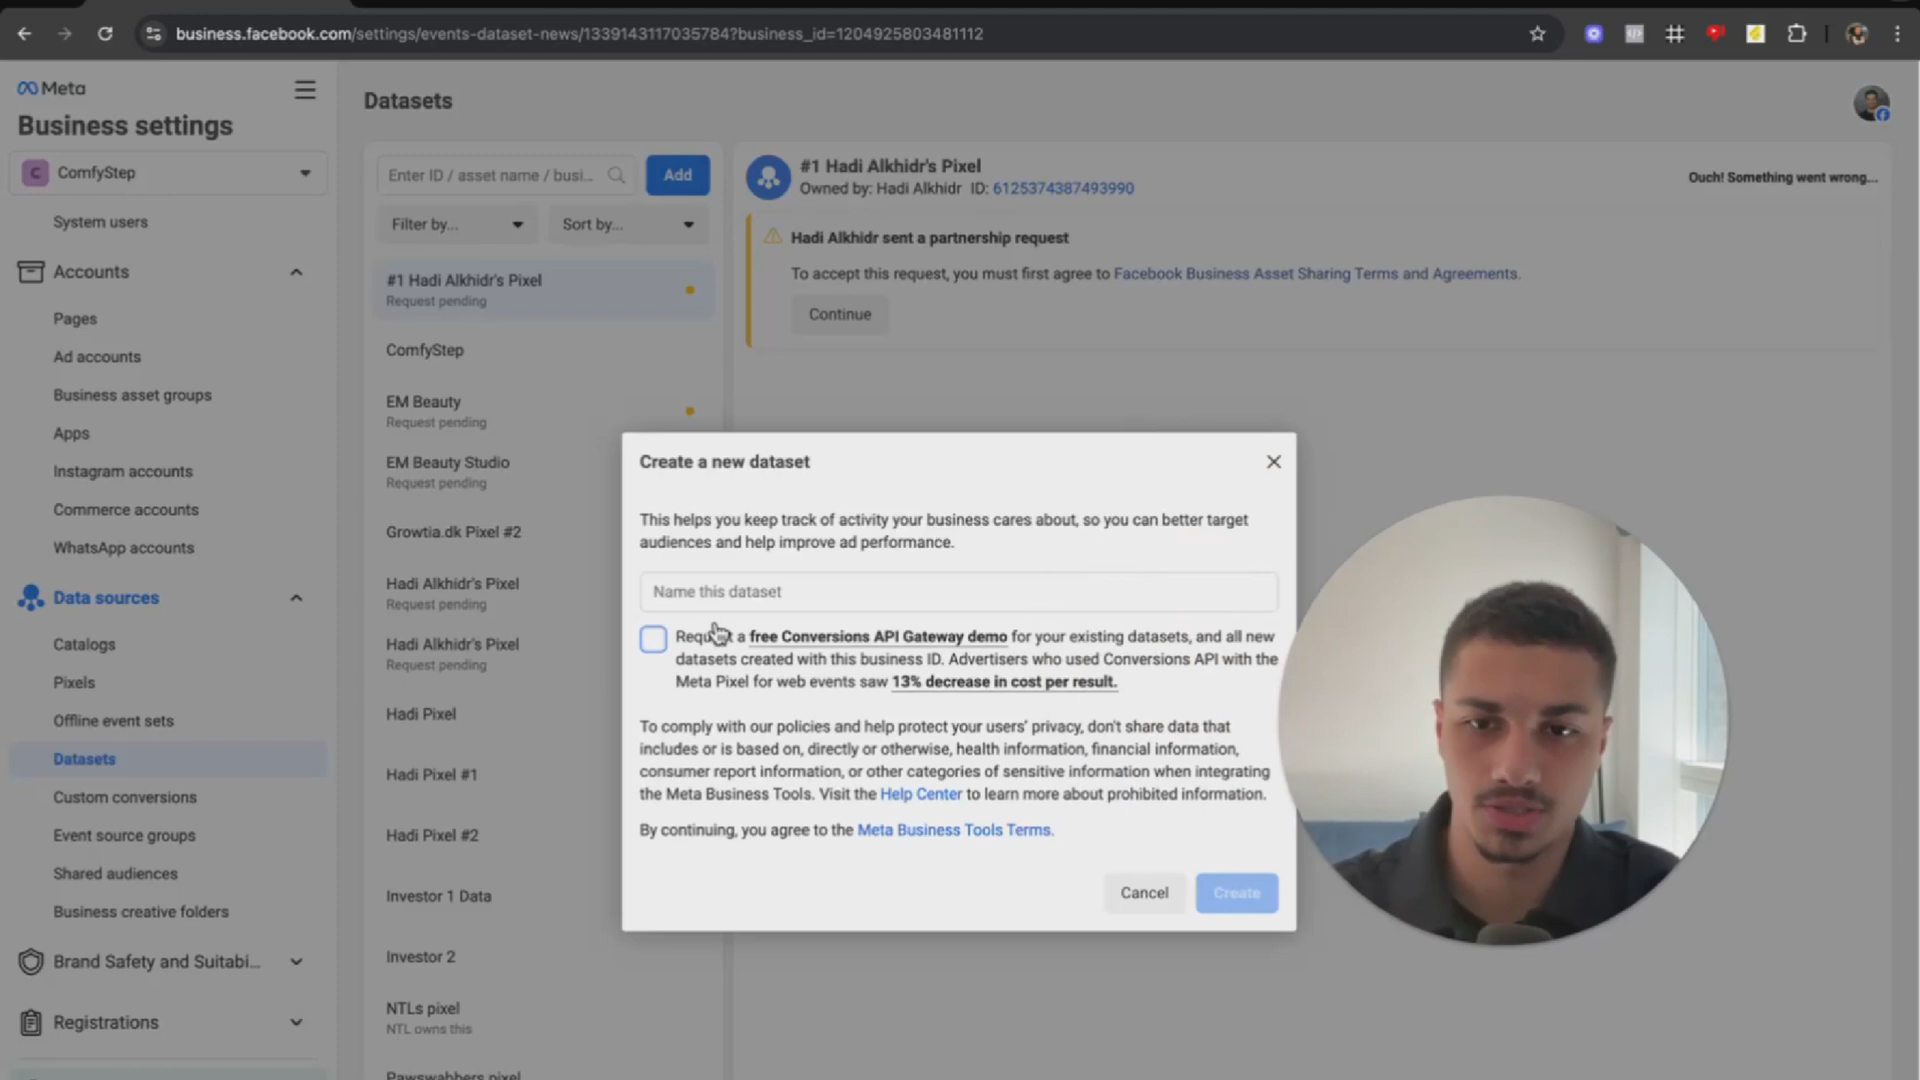 business.facebook.com/settings/events-dataset-news/1339143117035784?business_id=1204925803481112
Meta
Business settings
C ComfyStep
System users
Accounts
Pages
Ad accounts
Business asset groups
Apps
Instagram accounts
Commerce accounts
WhatsApp accounts
Data sources
Catalogs
Pixels
Offline event sets
Datasets
Custom conversions
Event source groups
Shared audiences
Business creative folders
Brand Safety and Suitabi...
Registrations
Datasets
Enter ID / asset name / busi...
Add
Filter by...
Sort by...
#1 Hadi Alkhidr's Pixel
Request pending
ComfyStep
EM Beauty
Request pending
EM Beauty Studio
Request pending
Growtia.dk Pixel #2
Hadi Alkhidr's Pixel
Request pending
Hadi Alkhidr's Pixel
Request pending
Hadi Pixel
Hadi Pixel #1
Hadi Pixel #2
Investor 1 Data
Investor 2
NTLs pixel
NTL owns this
Pawswabbers pixel
#1 Hadi Alkhidr's Pixel
Owned by: Hadi Alkhidr ID: 6125374387493990
Ouch! Something went wrong...
Hadi Alkhidr sent a partnership request
To accept this request, you must first agree to Facebook Business Asset Sharing Terms and Agreements.
Continue
Create a new dataset
This helps you keep track of activity your business cares about, so you can better target
audiences and help improve ad performance.
Name this dataset
Request a free Conversions API Gateway demo for your existing datasets, and all new
datasets created with this business ID. Advertisers who used Conversions API with the
Meta Pixel for web events saw 13% decrease in cost per result.
To comply with our policies and help protect your users' privacy, don't share data that
includes or is based on, directly or otherwise, health information, financial information,
consumer report information, or other categories of sensitive information when integrating
the Meta Business Tools. Visit the Help Center to learn more about prohibited information.
By continuing, you agree to the Meta Business Tools Terms.
Cancel
Create